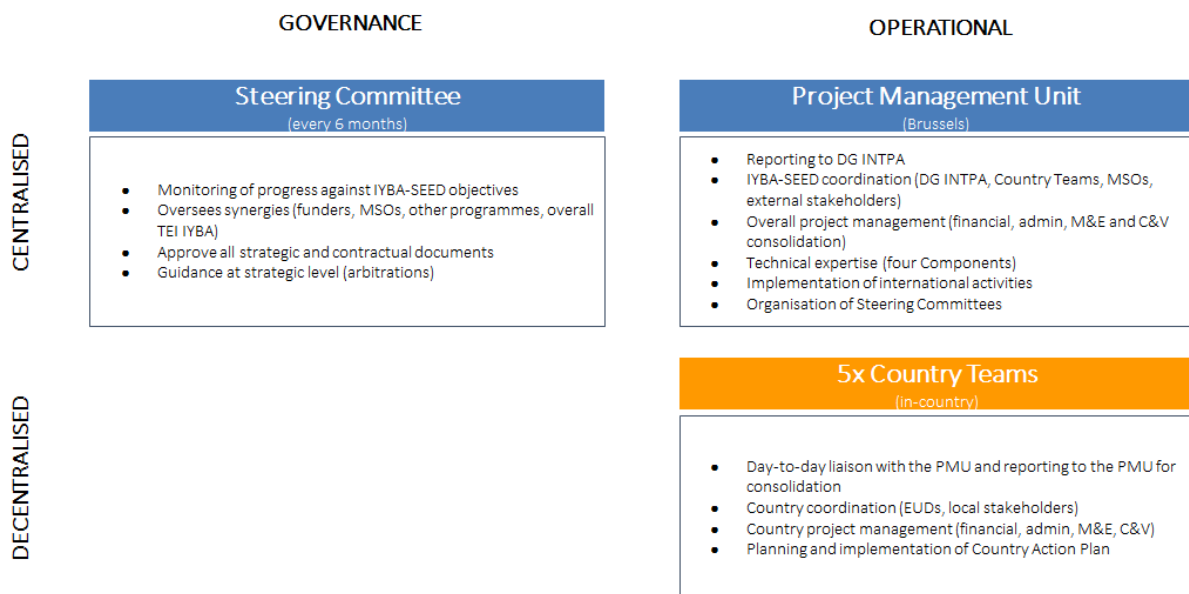 GOVERNANCE
OPERATIONAL
CENTRALISED
Steering Committee
(every 6 months)
• Monitoring of progress against IYBA-SEED objectives
• Oversees synergies (funders, MSOs, other programmes, overall
TEI IYBA)
• Approve all strategic and contractual documents
• Guidance at strategic level (arbitrations)
Project Management Unit
(Brussels)
• Reporting to DG INTPA
• IYBA-SEED coordination (DG INTPA, Country Teams, MSOs,
external stakeholders)
• Overall project management (financial, admin, M&E and C&V
consolidation)
• Technical expertise (four Components)
• Implementation of international activities
• Organisation of Steering Committees
DECENTRALISED
5x Country Teams
(in-country)
• Day-to-day liaison with the PMU and reporting to the PMU for
consolidation
• Country coordination (EUDs, local stakeholders)
• Country project management (financial, admin, M&E, C&V)
• Planning and implementation of Country Action Plan